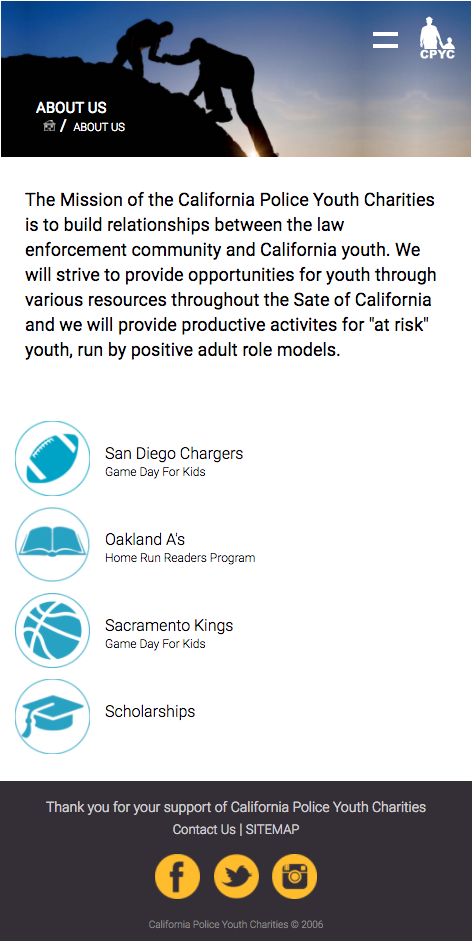 CPYC
ABOUT US
/ ABOUT US
The Mission of the California Police Youth Charities
is to build relationships between the law
enforcement community and California youth. We
will strive to provide opportunities for youth through
various resources throughout the Sate of California
and we will provide productive activites for "at risk"
youth, run by positive adult role models.
San Diego Chargers
Game Day For Kids
Oakland A's
Home Run Readers Program
Sacramento Kings
Game Day For Kids
Scholarships
Thank you for your support of California Police Youth Charities
Contact Us | SITEMAP
California Police Youth Charities © 2006